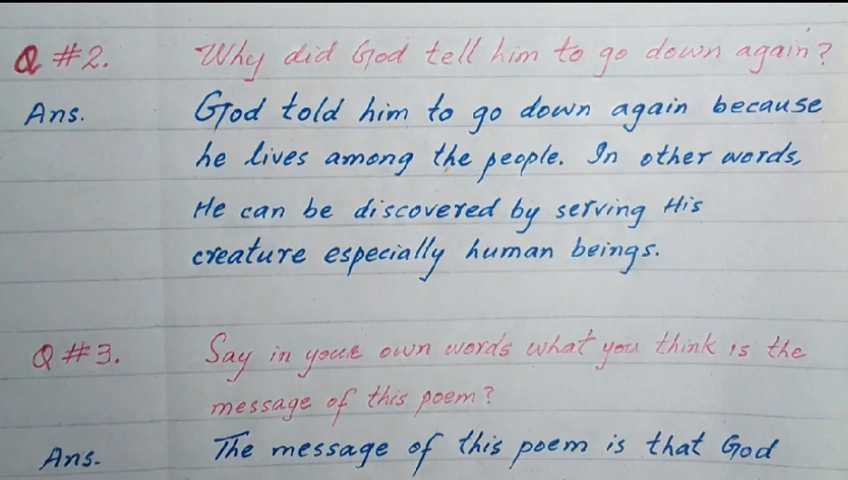 Q #2. Why did God tell him to go down again?
Ans. God told him to go down again because
he lives among the people. In other words,
He can be discovered by serving His
creature especially human beings.
Q #3. Say in your own words what you think is the
message of this poem?
Ans- The message of this poem is that God